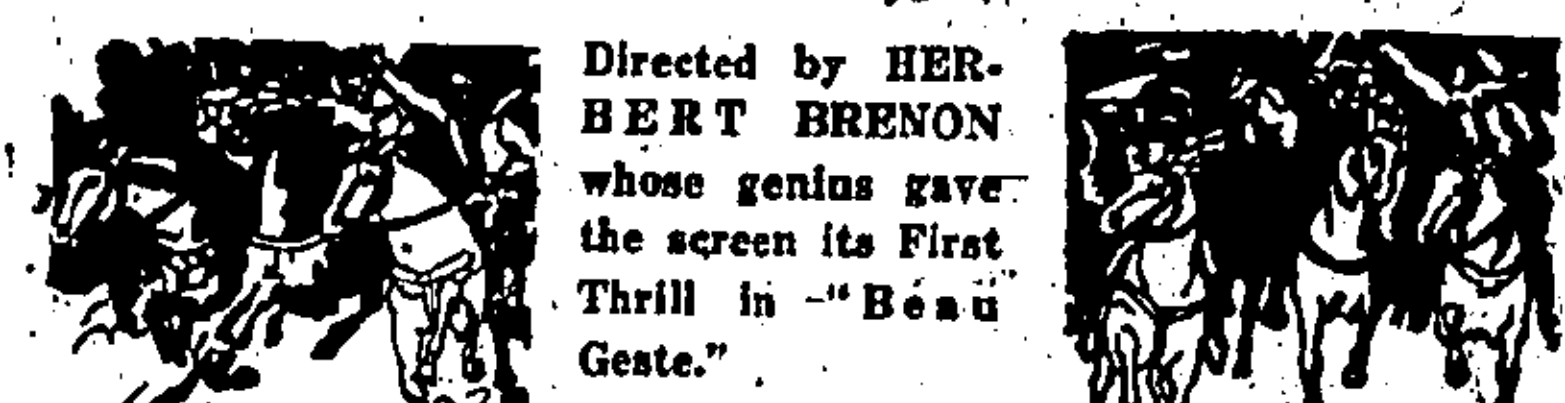 Directed by HER-
BERT BRENON
whose genius gave
the screen its First
Thrill in "Beau
Geste."